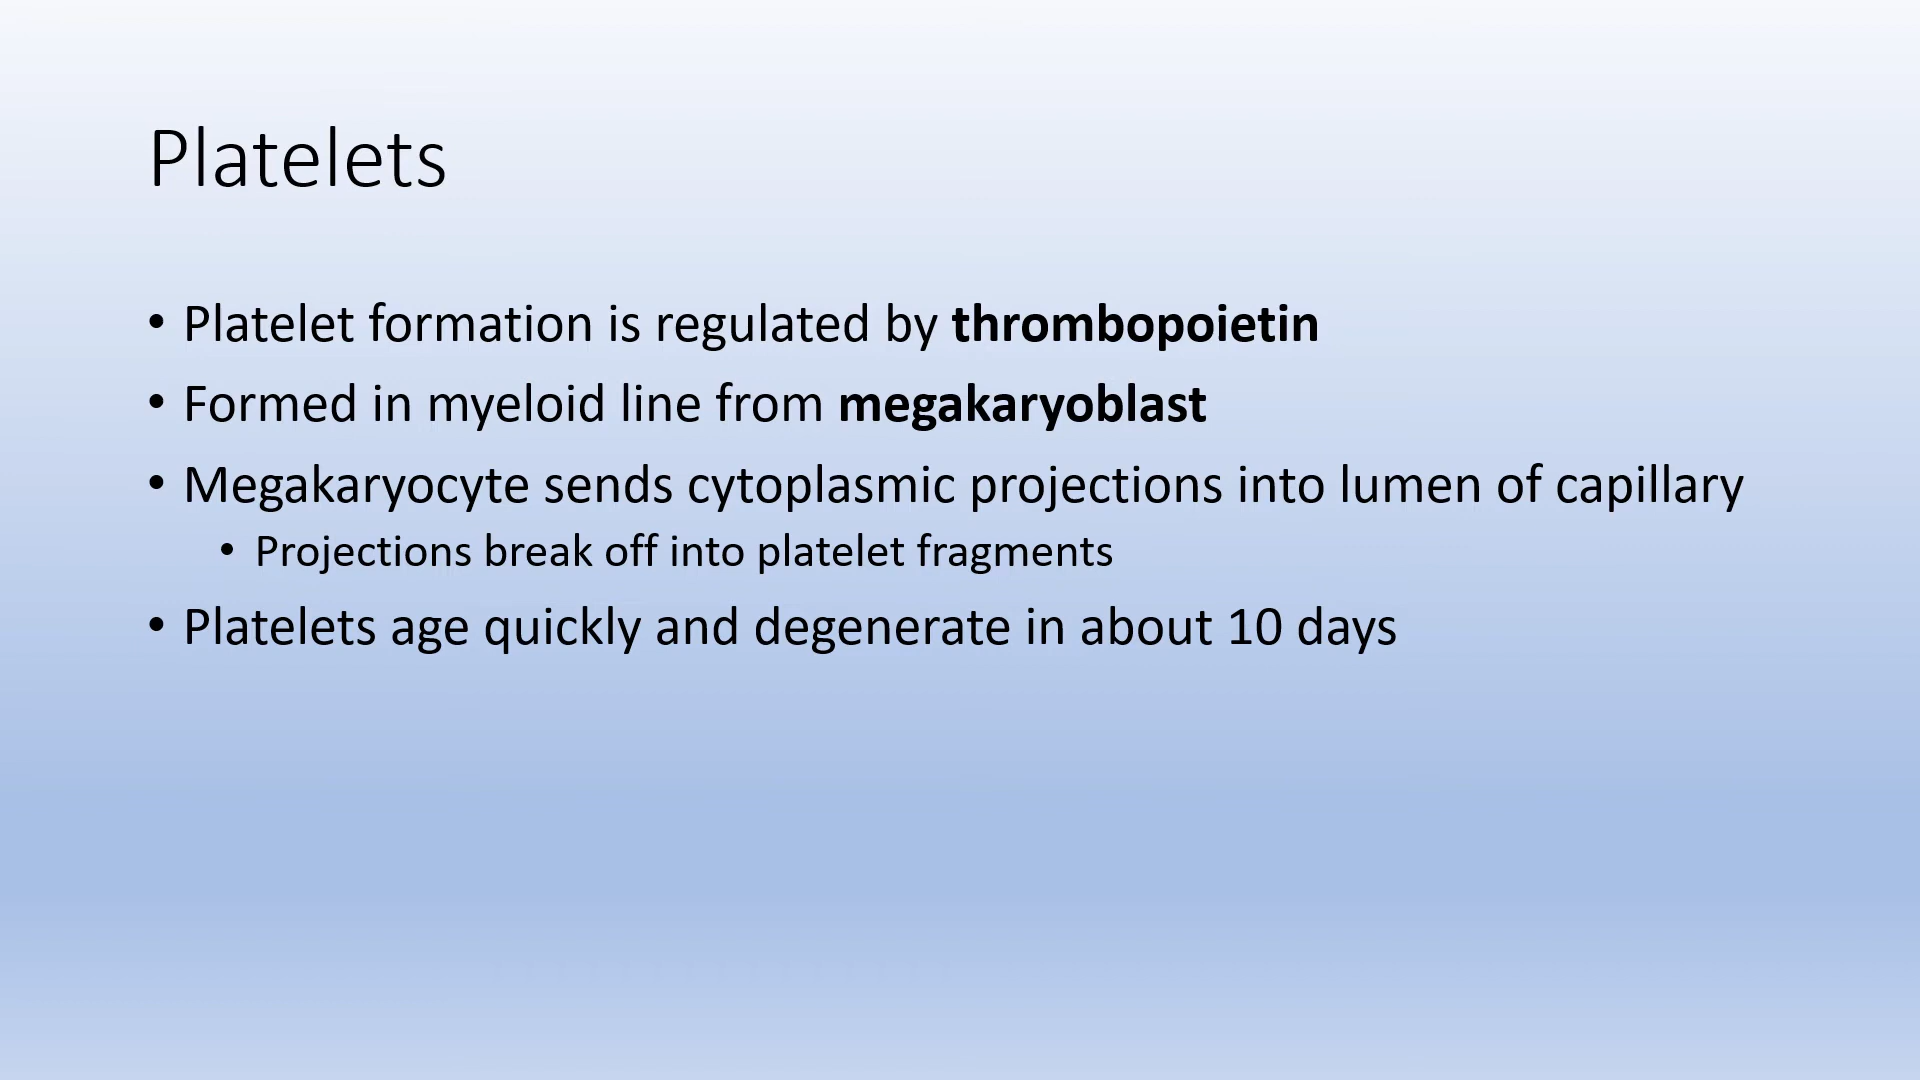 Platelets
• Platelet formation is regulated by thrombopoietin
• Formed in myeloid line from megakaryoblast
• Megakaryocyte sends cytoplasmic projections into lumen of capillary
• Projections break off into platelet fragments
• Platelets age quickly and degenerate in about 10 days